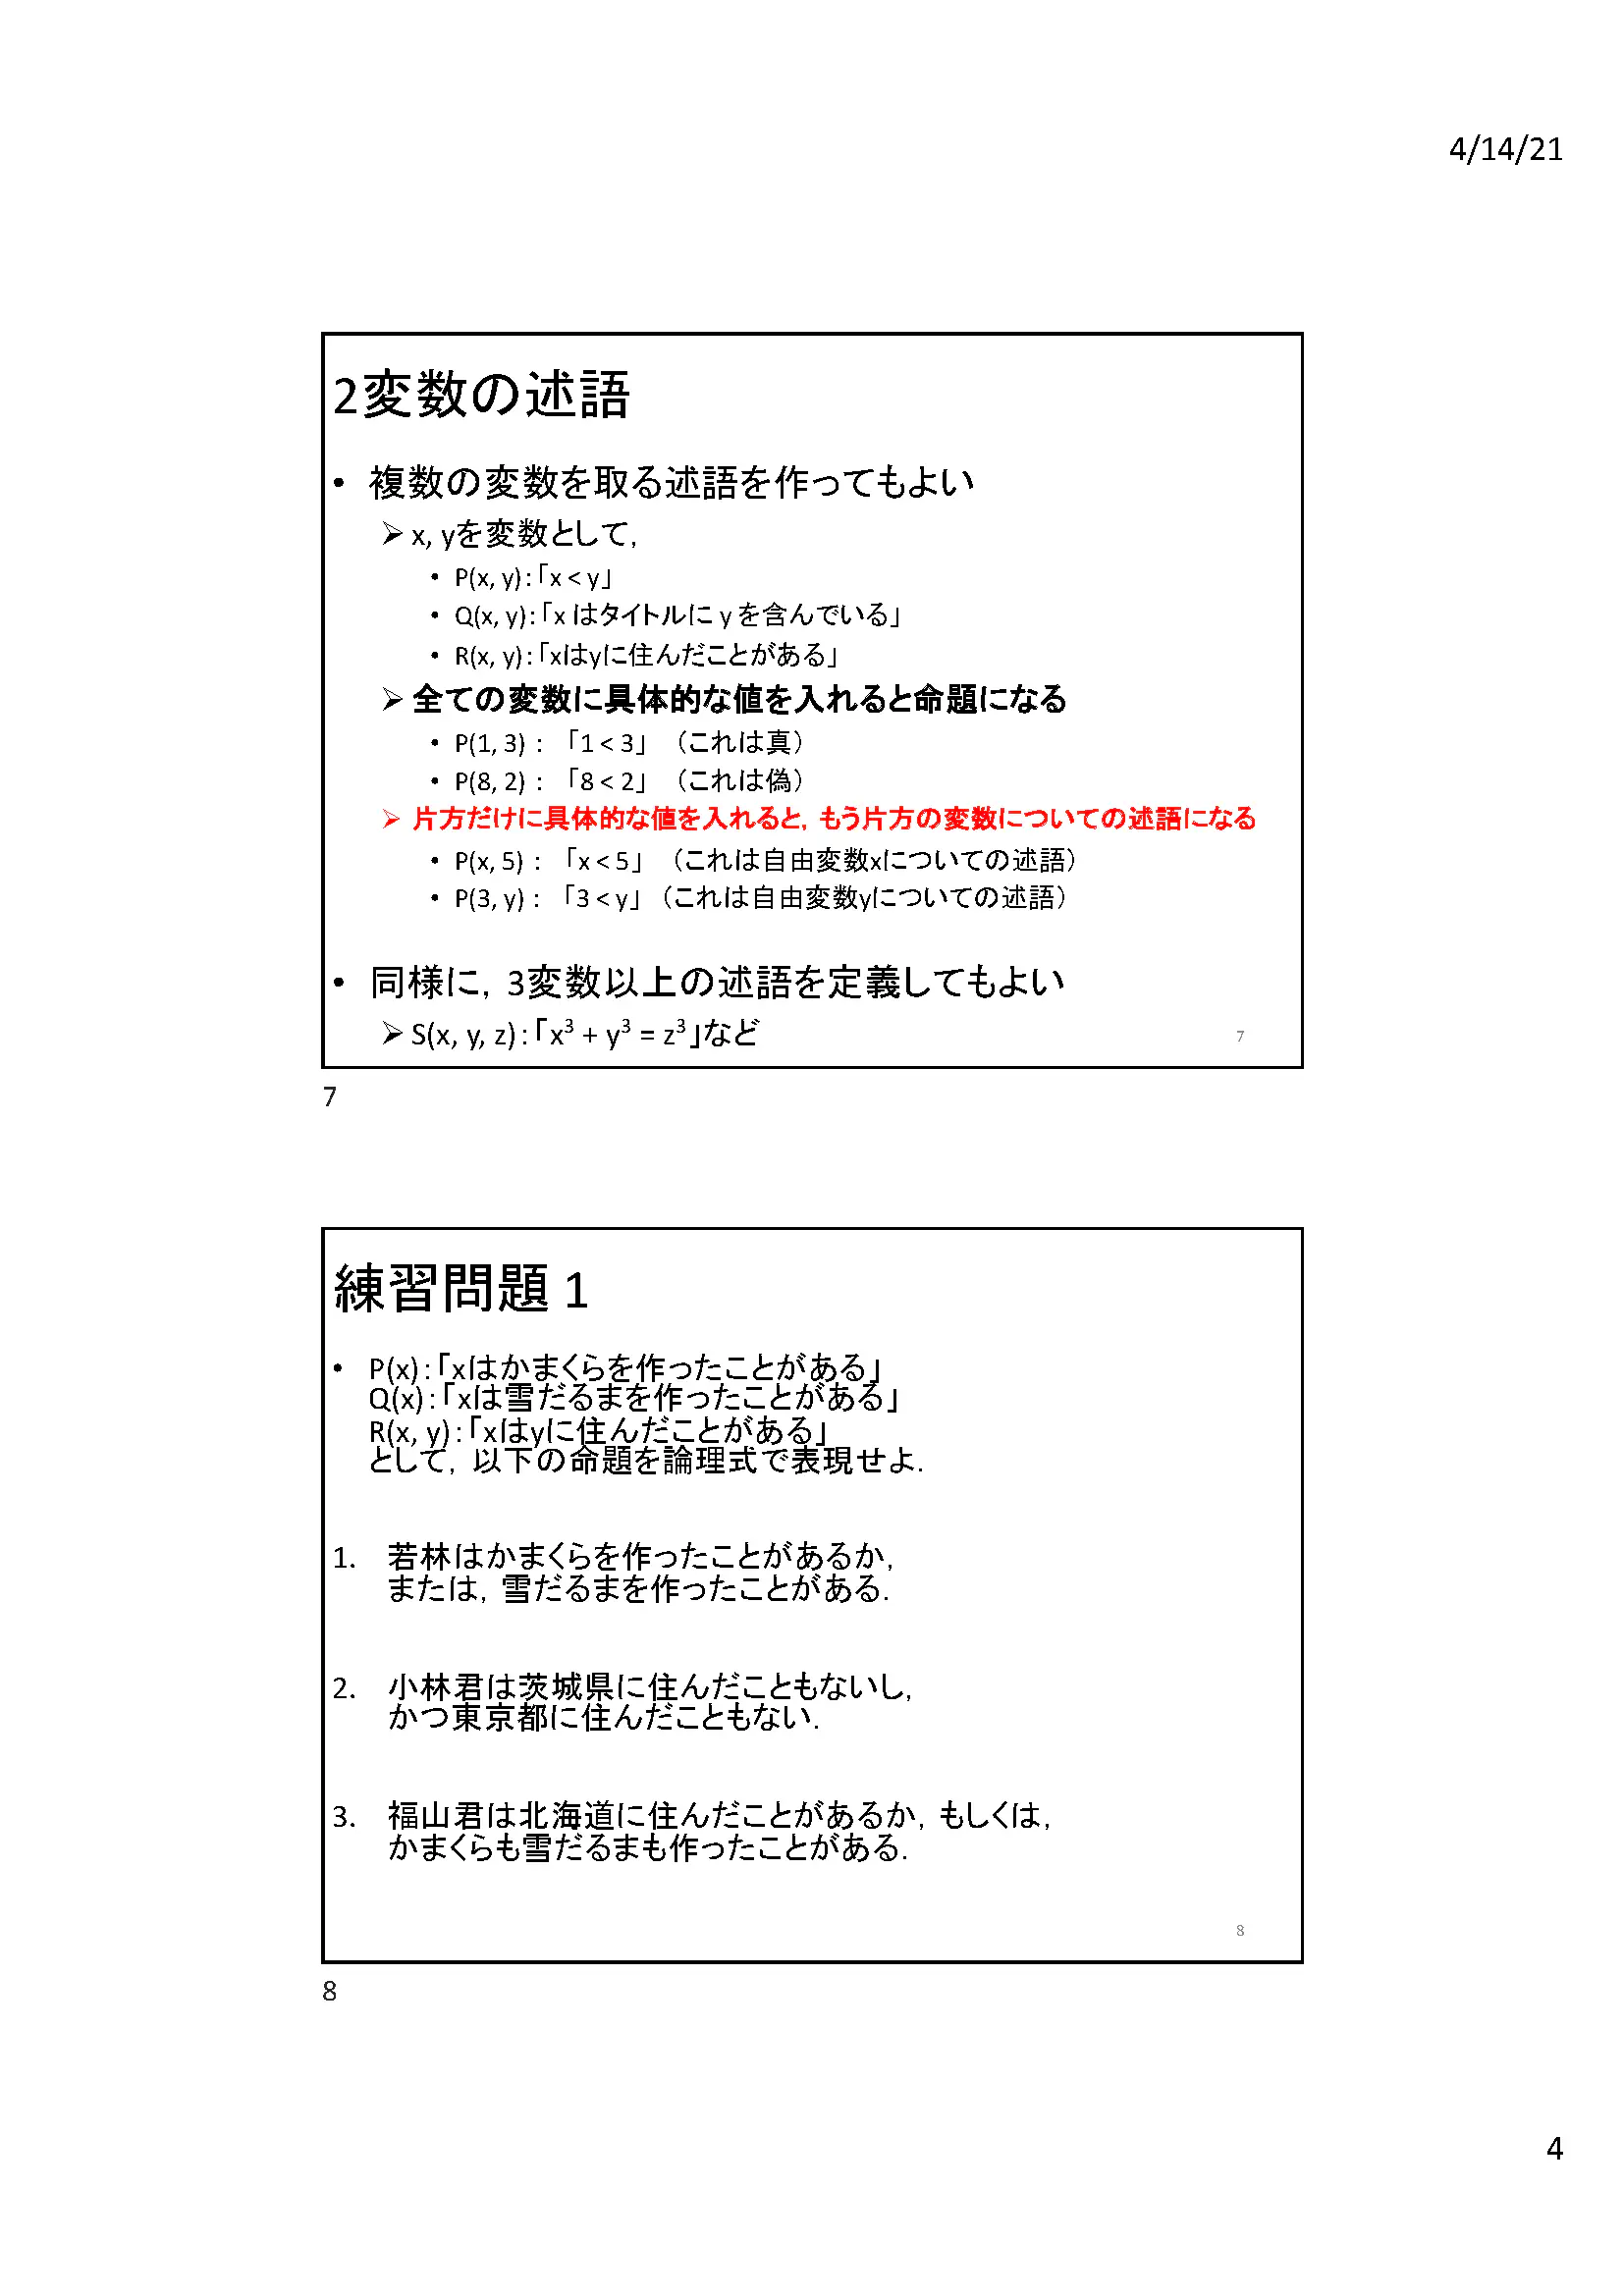 4/14/21
2変数の述語
• 複数の変数を取る述語を作ってもよい
➢ x, yを変数として，
• P(x, y)：「x < y」
• Q(x, y)：「x はタイトルに y を含んでいる」
• R(x, y)：「xはyに住んだことがある」
➢ 全ての変数に具体的な値を入れると命題になる
• P(1, 3)： 「1 < 3」 （これは真）
• P(8, 2)： 「8 < 2」 （これは偽）
➢ 片方だけに具体的な値を入れると，もう片方の変数についての述語になる
• P(x, 5)： 「x < 5」 （これは自由変数xについての述語）
• P(3, y)： 「3 < y」 （これは自由変数yについての述語）
• 同様に，3変数以上の述語を定義してもよい
➢ S(x, y, z)：「x³ + y³ = z³」など
7
7
練習問題 1
• P(x)：「xはかまくらを作ったことがある」
Q(x)：「xは雪だるまを作ったことがある」
R(x, y)：「xはyに住んだことがある」
として，以下の命題を論理式で表現せよ．
1. 若林はかまくらを作ったことがあるか，
または，雪だるまを作ったことがある．
2. 小林君は茨城県に住んだこともないし，
かつ東京都に住んだこともない．
3. 福山君は北海道に住んだことがあるか，もしくは，
かまくらも雪だるまも作ったことがある．
8
8
4